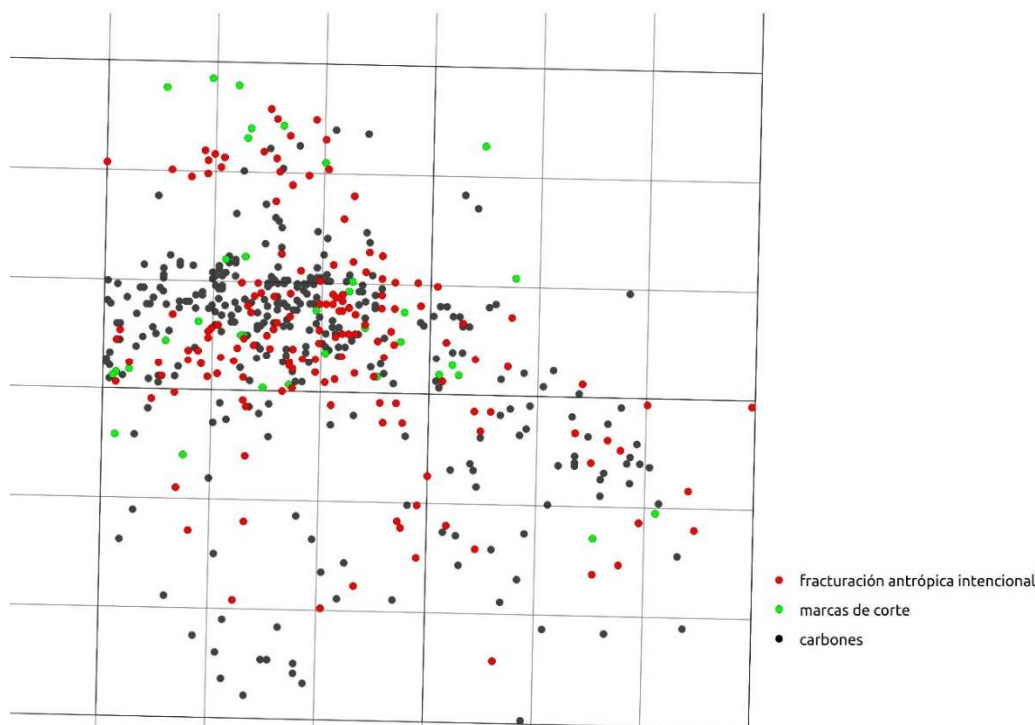 fracturación antrópica intencional
marcas de corte
carbones